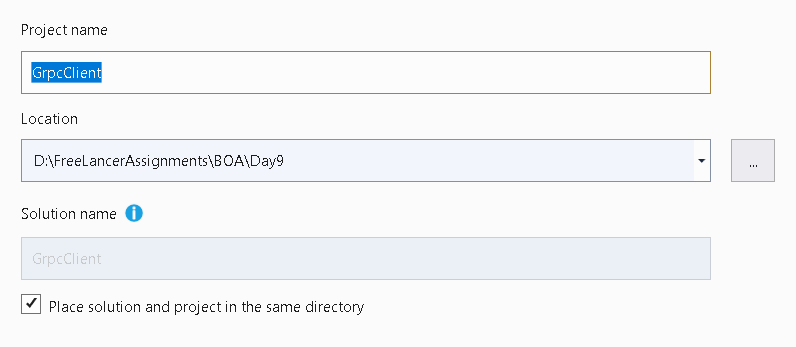 Project name
GrpcClient
Location
D:\FreeLancerAssignments\BOA\Day9
...
Solution name
GrpcClient
Place solution and project in the same directory